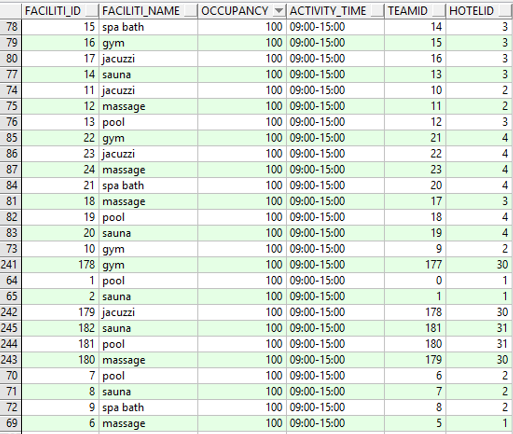 FACILITI_ID FACILITI_NAME OCCUPANCY ACTIVITY_TIME TEAMID HOTELID
78 15 spa bath 100 09:00-15:00 14 3
79 16 gym 100 09:00-15:00 15 3
80 17 jacuzzi 100 09:00-15:00 16 3
77 14 sauna 100 09:00-15:00 13 3
74 11 jacuzzi 100 09:00-15:00 10 2
75 12 massage 100 09:00-15:00 11 2
76 13 pool 100 09:00-15:00 12 3
85 22 gym 100 09:00-15:00 21 4
86 23 jacuzzi 100 09:00-15:00 22 4
87 24 massage 100 09:00-15:00 23 4
84 21 spa bath 100 09:00-15:00 20 4
81 18 massage 100 09:00-15:00 17 3
82 19 pool 100 09:00-15:00 18 4
83 20 sauna 100 09:00-15:00 19 4
73 10 gym 100 09:00-15:00 9 2
241 178 gym 100 09:00-15:00 177 30
64 1 pool 100 09:00-15:00 0 1
65 2 sauna 100 09:00-15:00 1 1
242 179 jacuzzi 100 09:00-15:00 178 30
245 182 sauna 100 09:00-15:00 181 31
244 181 pool 100 09:00-15:00 180 31
243 180 massage 100 09:00-15:00 179 30
70 7 pool 100 09:00-15:00 6 2
71 8 sauna 100 09:00-15:00 7 2
72 9 spa bath 100 09:00-15:00 8 2
69 6 massage 100 09:00-15:00 5 1